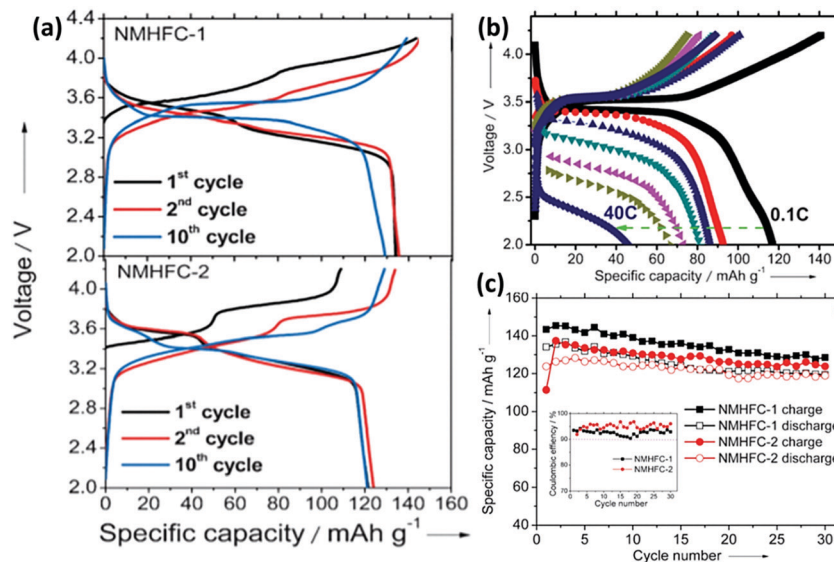 (a)
NMHFC-1
4.4
4.0
3.6
3.2
2.8
2.4
2.0
1st cycle
2nd cycle
10th cycle
NMHFC-2
4.0
3.6
3.2
2.8
2.4
2.0
1st cycle
2nd cycle
10th cycle
0 20 40 60 80 100 120 140 160
Voltage / V
Specific capacity / mAh g-1
(b)
4.5
4.0
3.5
3.0
2.5
2.0
Voltage / V
40C
0.1C
0 20 40 60 80 100 120 140
Specific capacity / mAh g-1
(c)
160
140
120
100
80
60
40
Specific capacity / mAh g-1
NMHFC-1 charge
NMHFC-1 discharge
NMHFC-2 charge
NMHFC-2 discharge
Coulombic effiency / %
100
90
80
70
NMHFC-1
NMHFC-2
0 5 10 15 20 25 30
Cycle number
0 5 10 15 20 25 30
Cycle number